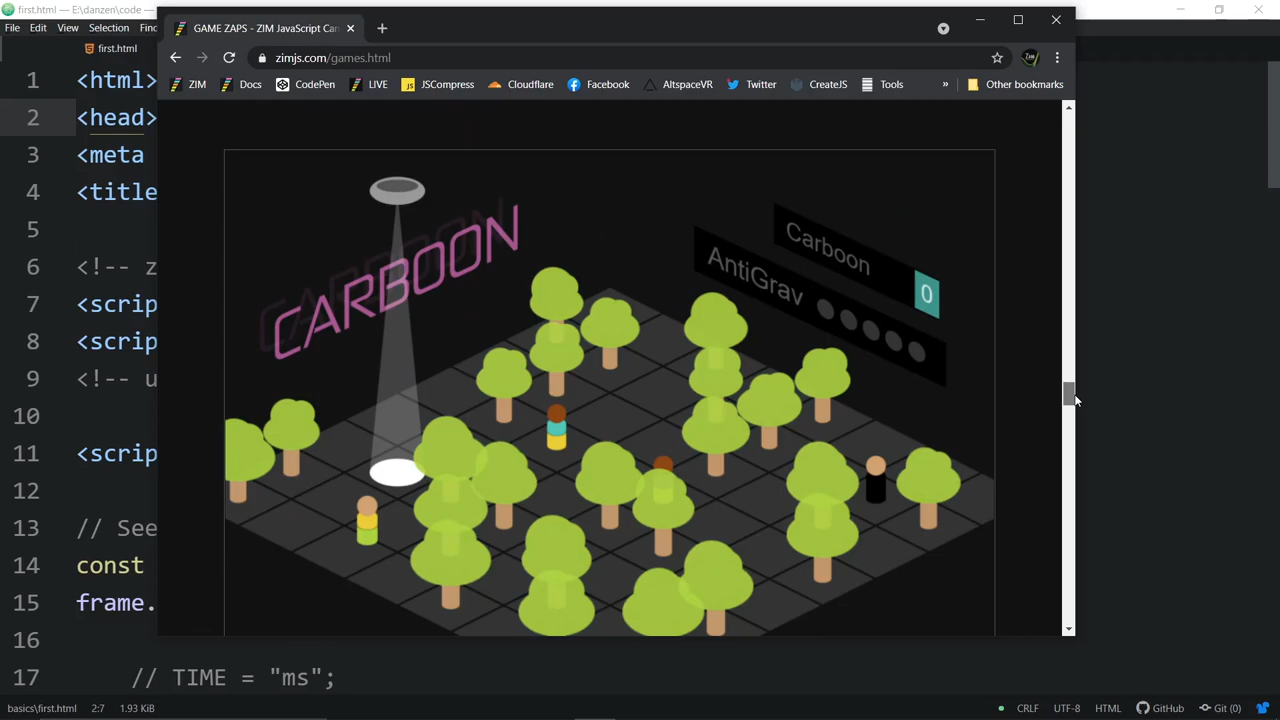 first.html — E:\danzen\code
File Edit View Selection Find
first.html
GAME ZAPS - ZIM JavaScript Can
zimjs.com/games.html
ZIM Docs CodePen LIVE JSCompress Cloudflare Facebook AltspaceVR Twitter CreateJS Tools » Other bookmarks
CARBOON
Carboon 0
AntiGrav
1 <html>
2 <head>
3 <meta
4 <title
5
6 <!-- z
7 <scrip
8 <scrip
9 <!-- u
10
11 <scrip
12
13 // See
14 const
15 frame.
16
17 // TIME = "ms";
basics\first.html 2:7 1.93 KiB CRLF UTF-8 HTML GitHub Git (0)